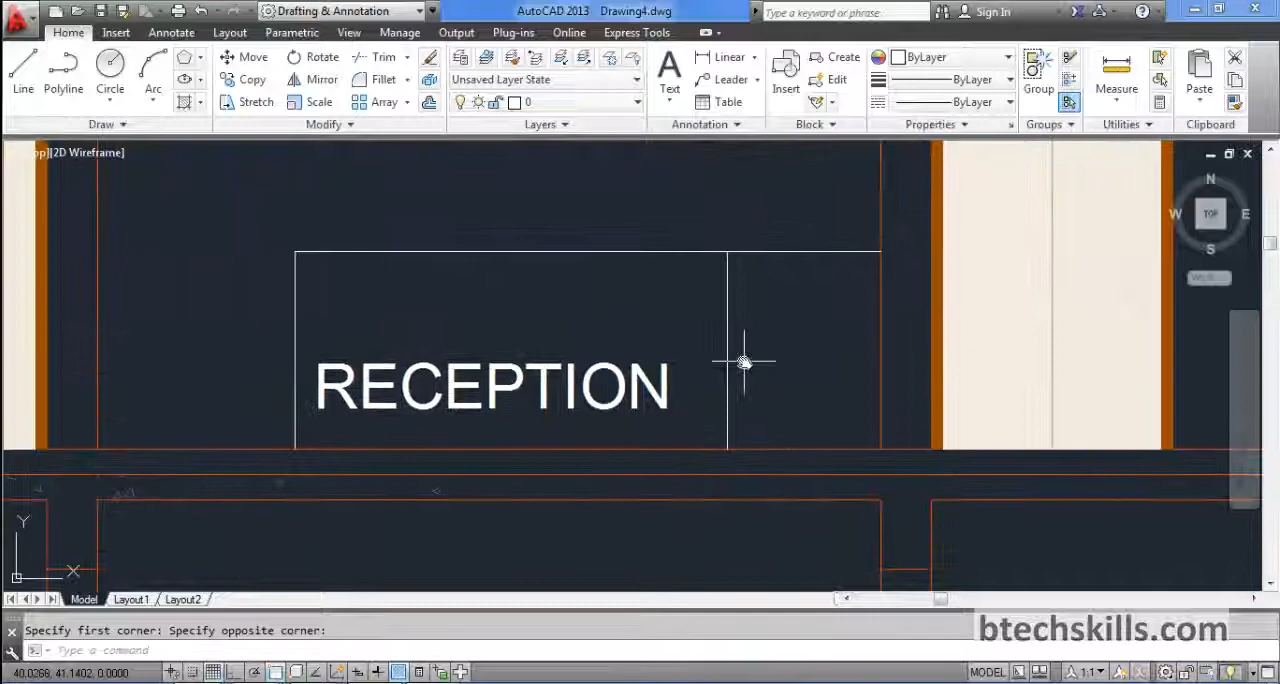 Drafting & Annotation
AutoCAD 2013 Drawing4.dwg
Type a keyword or phrase
Sign In
Home Insert Annotate Layout Parametric View Manage Output Plug-ins Online Express Tools
Line
Polyline
Circle
Arc
Draw
Move Rotate Trim
Copy Mirror Fillet
Stretch Scale Array
Modify
Unsaved Layer State
0
Layers
Text
Linear
Leader
Table
Annotation
Insert
Create
Edit
Block
ByLayer
ByLayer
ByLayer
Properties
Group
Groups
Measure
Utilities
Paste
Clipboard
op][2D Wireframe]
N
W TOP E
S
RECEPTION
Y
X
Model Layout1 Layout2
Specify first corner: Specify opposite corner:
Type a command
btechskills.com
40.0268, 41.1402, 0.0000
MODEL
1:1